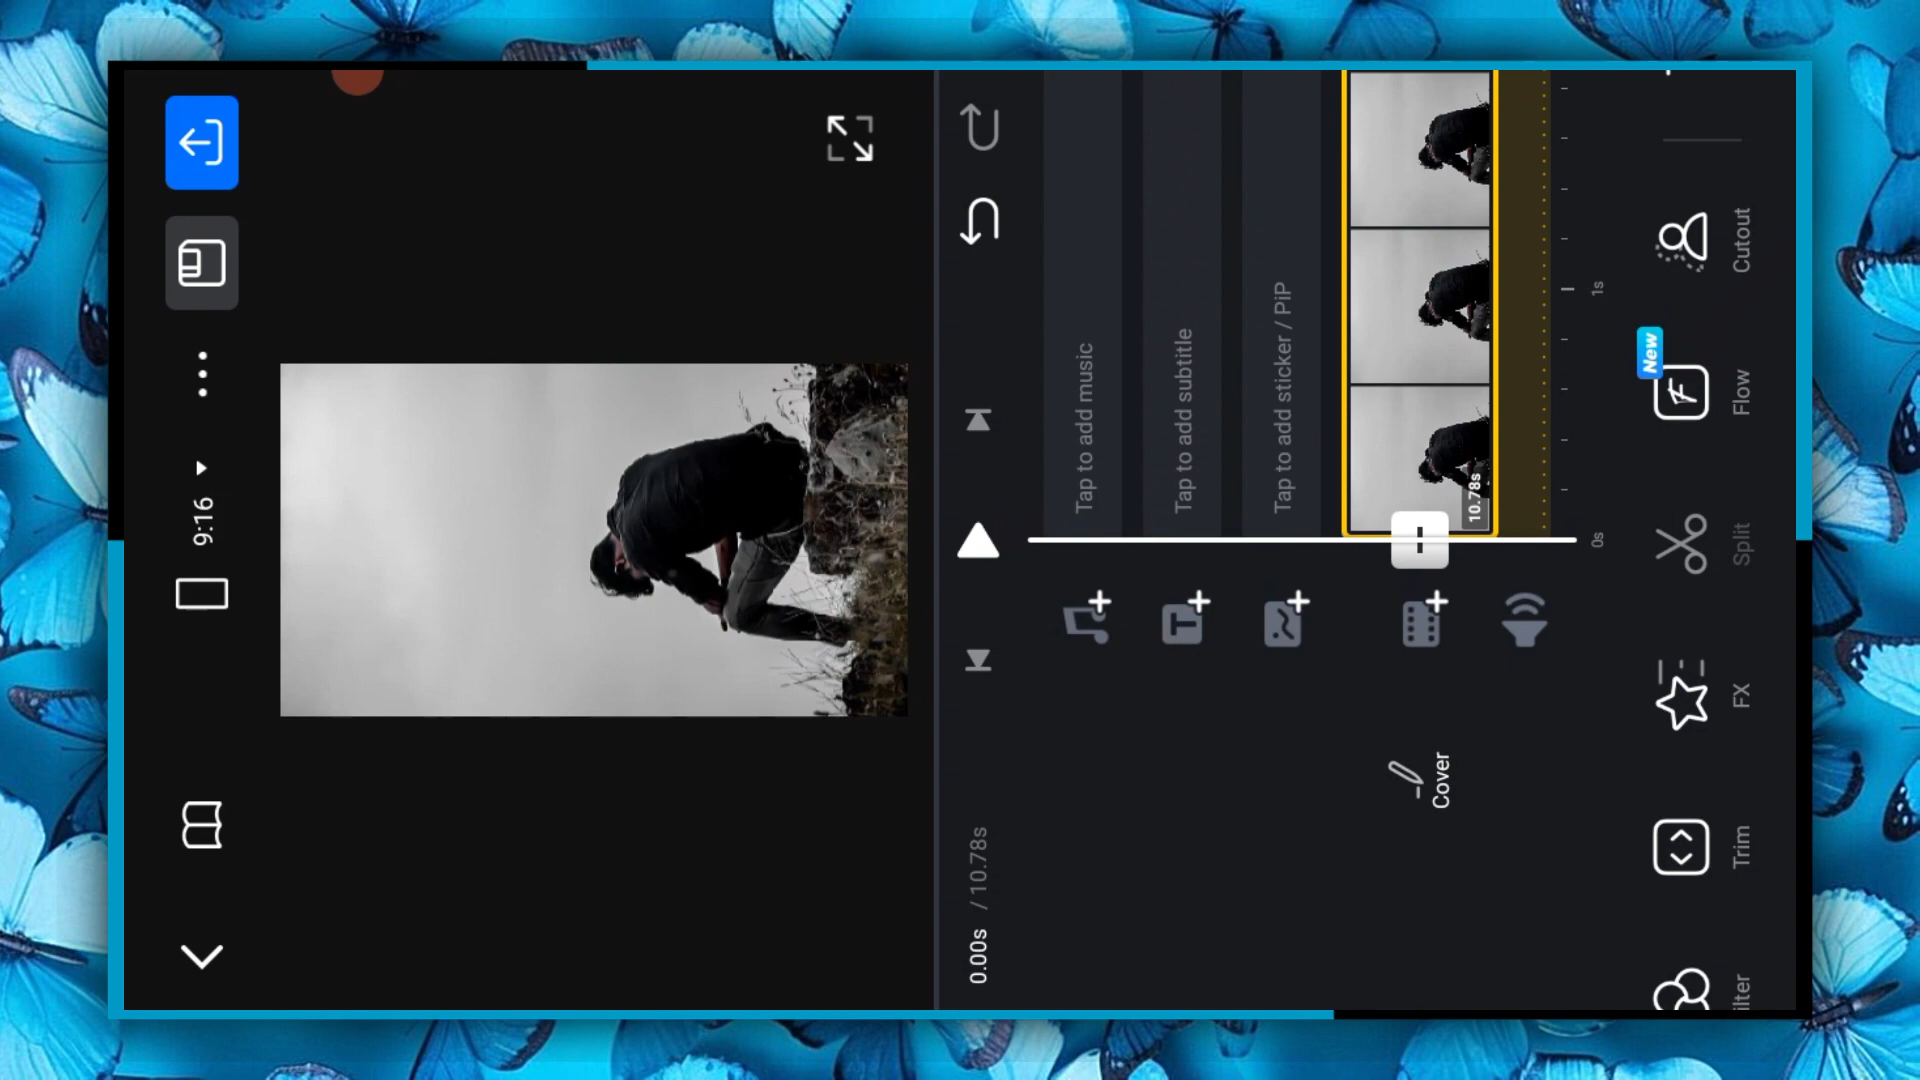 9:16
0.00s / 10.78s
Tap to add music
Tap to add subtitle
Tap to add sticker / PiP
Cover
10.78s
0s
1s
New
ilter
Trim
FX
Split
Flow
Cutout